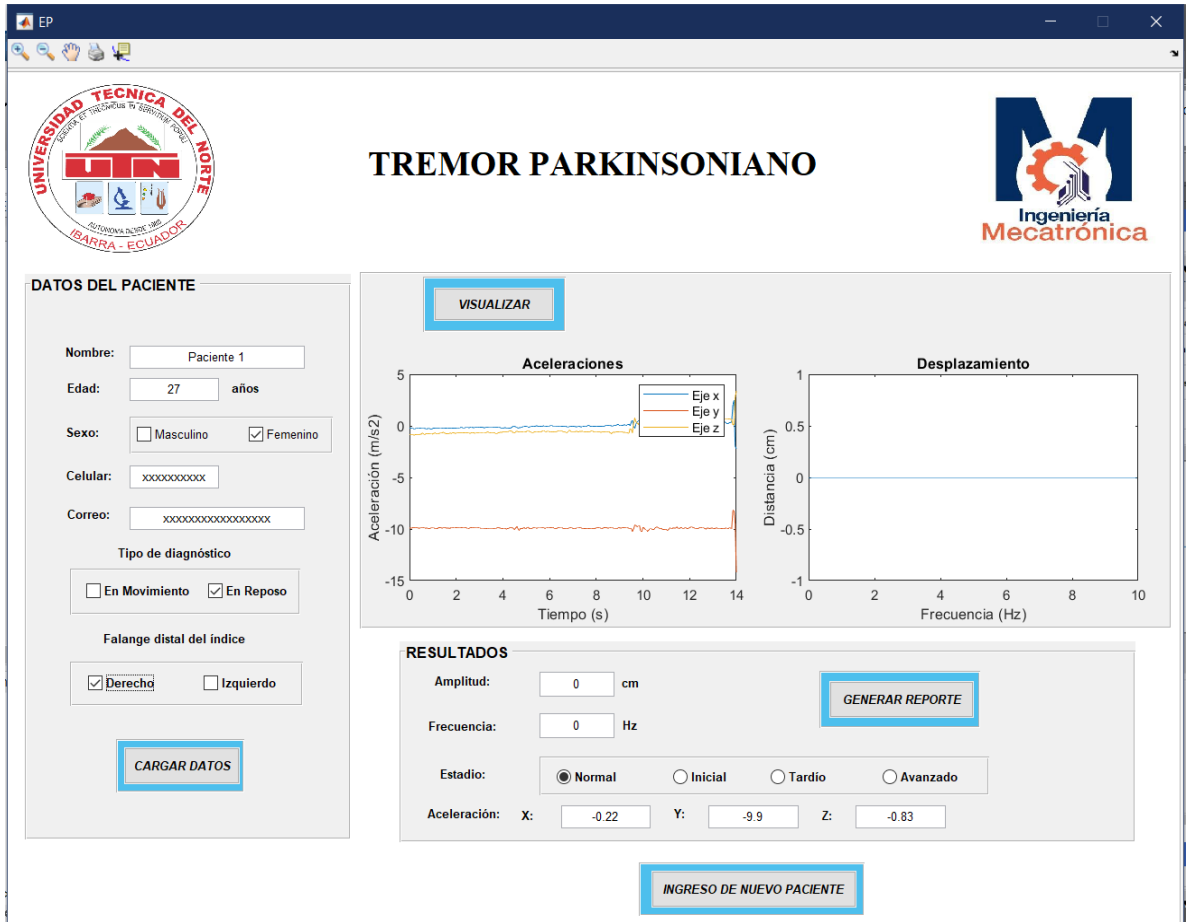 EP
UNIVERSIDAD TECNICA DEL NORTE
UTN
IBARRA - ECUADOR
TREMOR PARKINSONIANO
M
Ingeniería
Mecatrónica
DATOS DEL PACIENTE
Nombre: Paciente 1
Edad: 27 años
Sexo: Masculino Femenino
Celular: xxxxxxxxxx
Correo: xxxxxxxxxxxxxxxxx
Tipo de diagnóstico
En Movimiento En Reposo
Falange distal del índice
Derecho Izquierdo
CARGAR DATOS
VISUALIZAR
Aceleraciones
5
0
-5
-10
-15
Aceleración (m/s2)
Eje x
Eje y
Eje z
0 2 4 6 8 10 12 14
Tiempo (s)
Desplazamiento
1
0.5
0
-0.5
-1
Distancia (cm)
0 2 4 6 8 10
Frecuencia (Hz)
RESULTADOS
Amplitud: 0 cm
GENERAR REPORTE
Frecuencia: 0 Hz
Estadio: Normal Inicial Tardío Avanzado
Aceleración: X: -0.22 Y: -9.9 Z: -0.83
INGRESO DE NUEVO PACIENTE